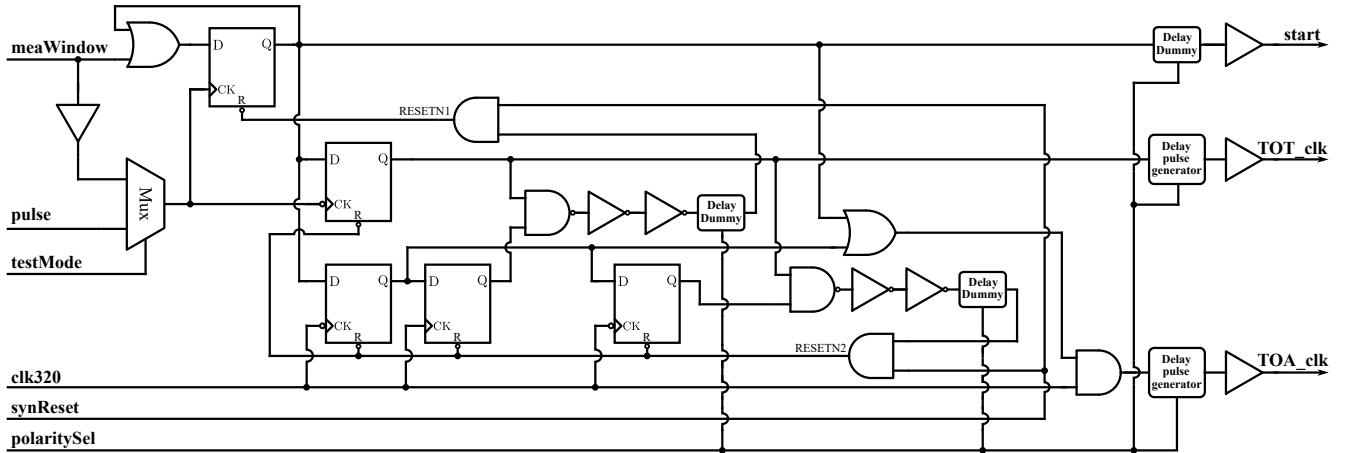 start
meaWindow
D
Q
Delay
Dummy
CK
R
RESETN1
D
Q
Delay
pulse
generator
TOT_clk
Mux
CK
R
Delay
Dummy
pulse
testMode
D
Q
D
Q
D
Q
Delay
Dummy
CK
R
CK
R
CK
R
RESETN2
Delay
pulse
generator
TOA_clk
clk320
synReset
polaritySel